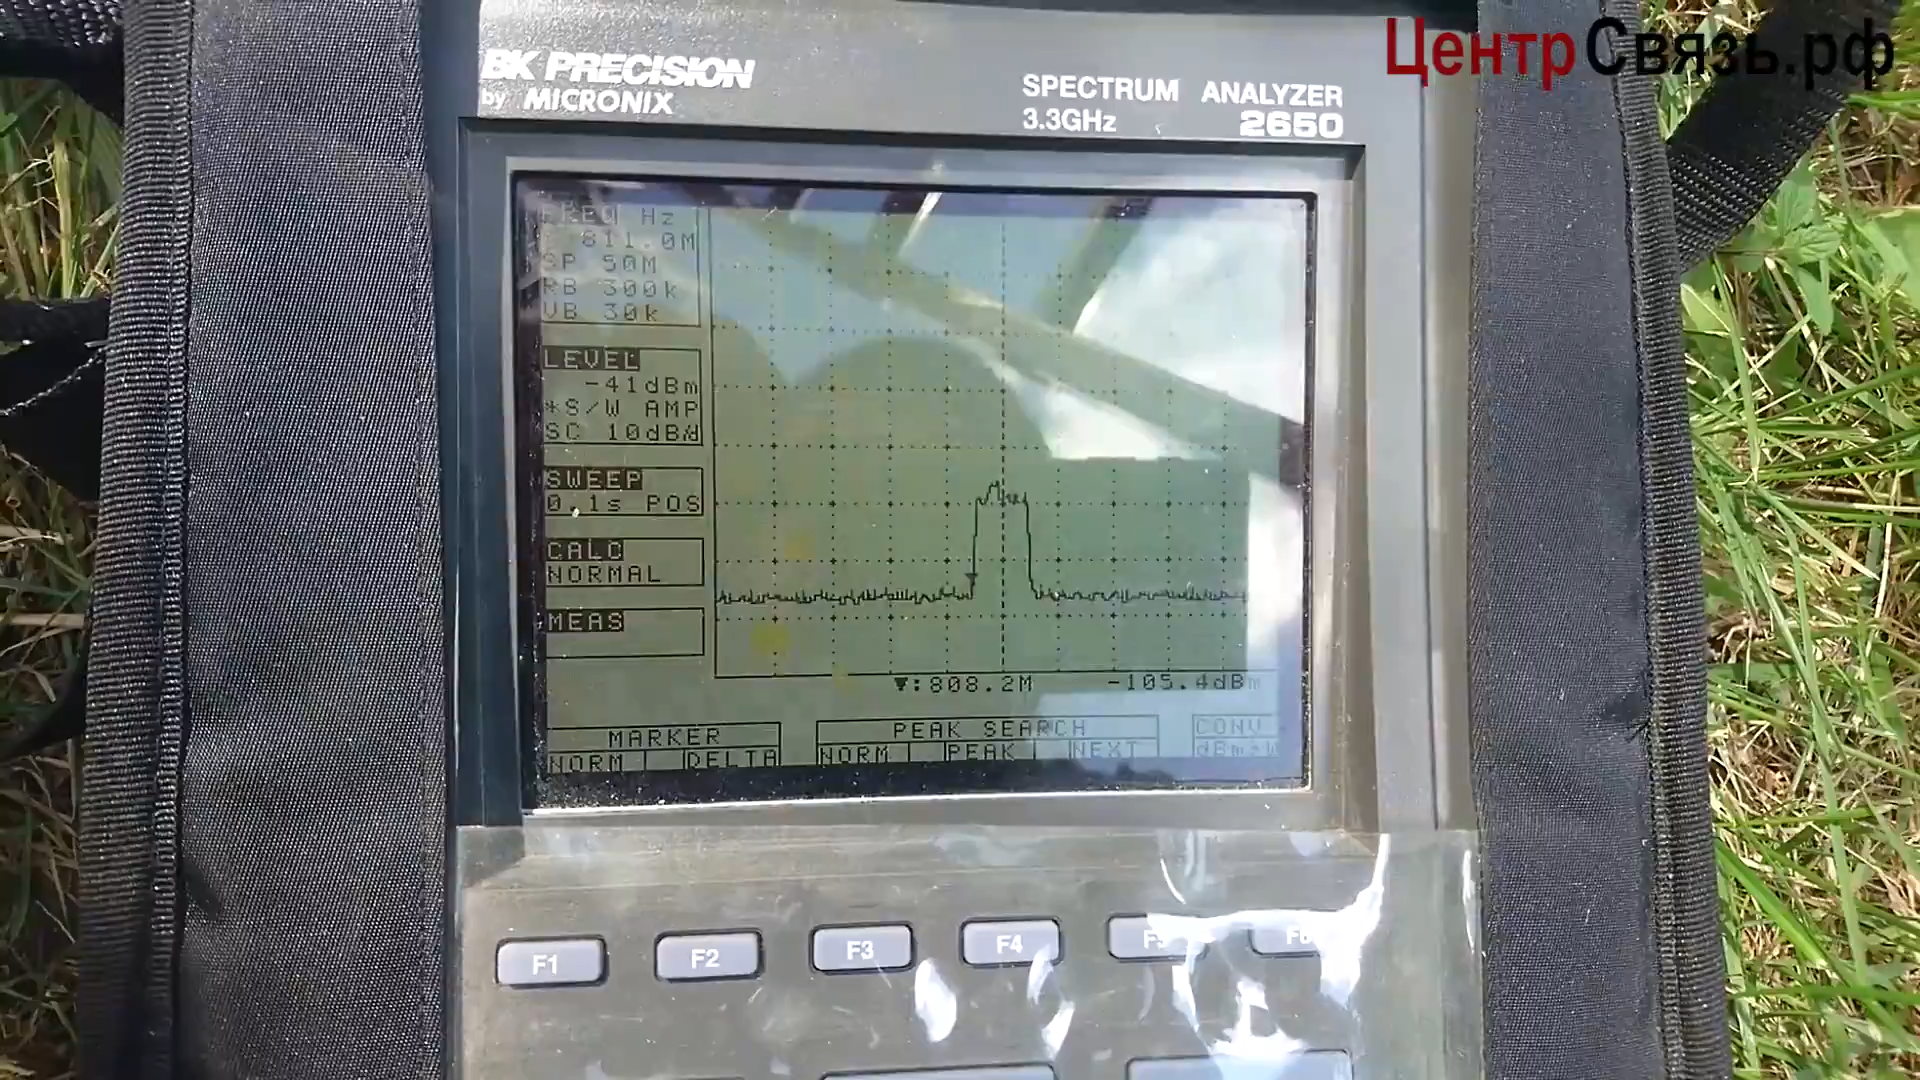 ЦентрСвязь.рф
BK PRECISION
by MICRONIX
SPECTRUM ANALYZER
3.3GHz 2650
FREQ Hz
811.0M
SP 50M
RB 300k
VB 30k
LEVEL
-41dBm
*S/W AMP
SC 10dB/d
SWEEP
0.1s POS
CALC
NORMAL
MEAS
▼:808.2M -105.4dBm
MARKER PEAK SEARCH CONV
NORM DELTA NORM PEAK NEXT dBm→W
F1 F2 F3 F4 F5 F6